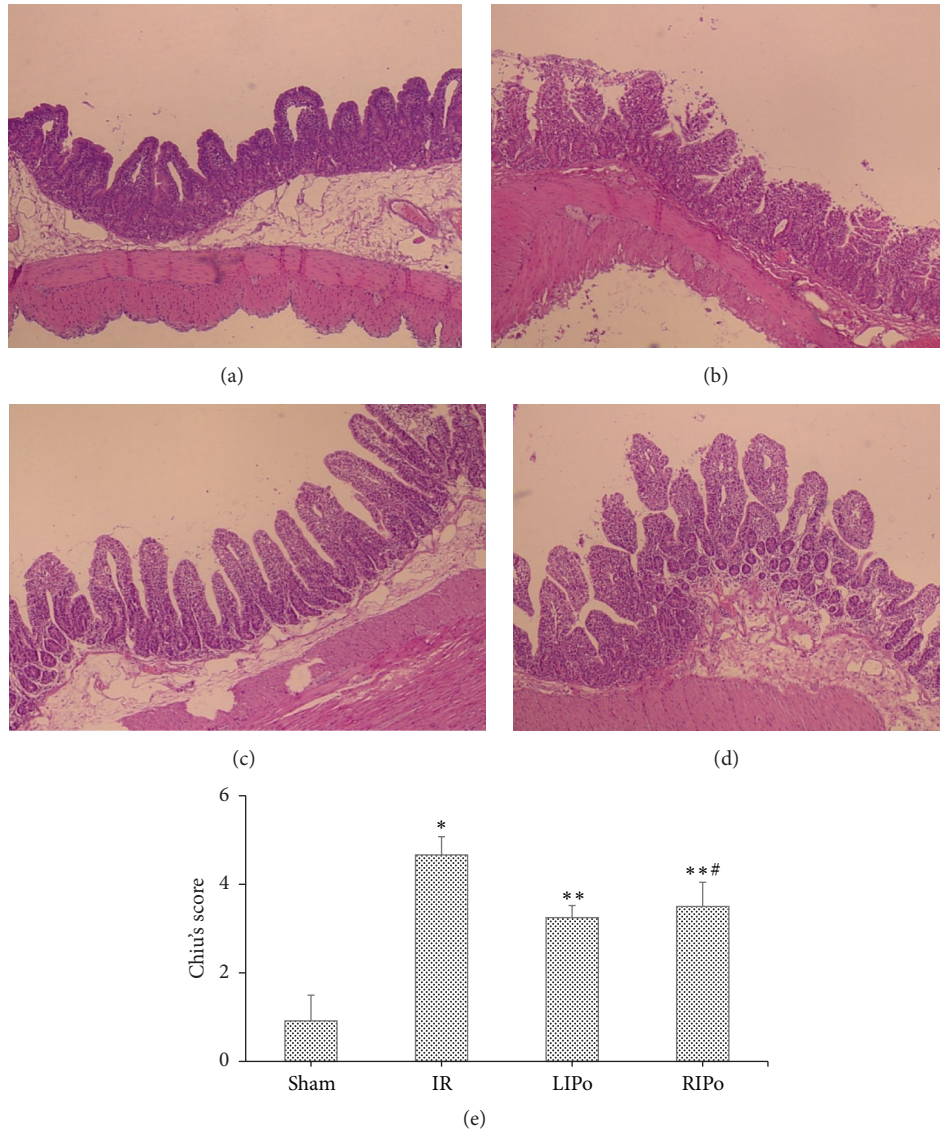 (a)
(b)
(c)
(d)
6
4
2
0
Chiu's score
*
**
**#
Sham
IR
LIPo
RIPo
(e)